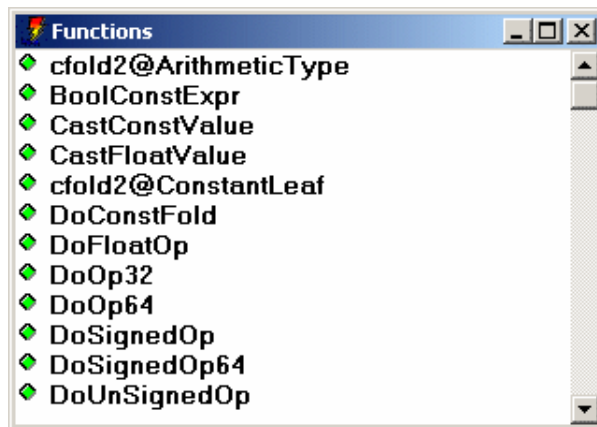 Functions
cfold2@ArithmeticType
BoolConstExpr
CastConstValue
CastFloatValue
cfold2@ConstantLeaf
DoConstFold
DoFloatOp
DoOp32
DoOp64
DoSignedOp
DoSignedOp64
DoUnSignedOp